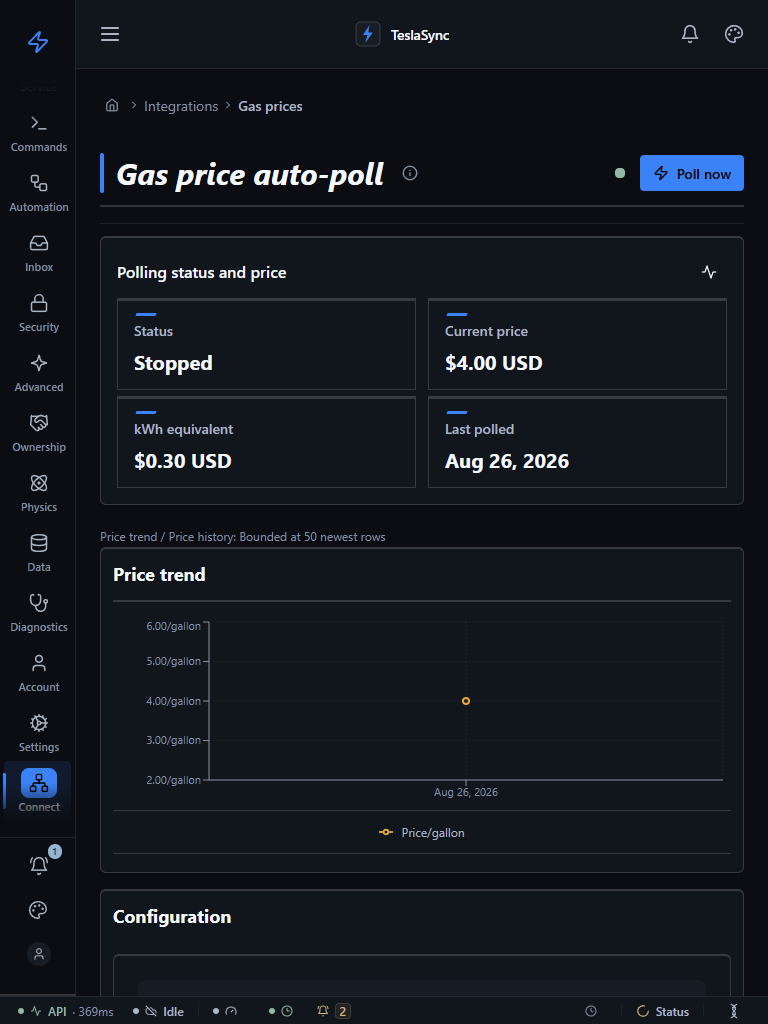 TeslaSync
Integrations
Gas prices
Gas price auto-poll
Poll now
Commands
Automation
Inbox
Security
Advanced
Ownership
Physics
Data
Diagnostics
Account
Settings
Connect
1
Polling status and price
Status
Stopped
Current price
$4.00 USD
kWh equivalent
$0.30 USD
Last polled
Aug 26, 2026
Price trend / Price history: Bounded at 50 newest rows
Price trend
6.00/gallon
5.00/gallon
4.00/gallon
3.00/gallon
2.00/gallon
Aug 26, 2026
Price/gallon
Configuration
API · 369ms
Idle
2
Status